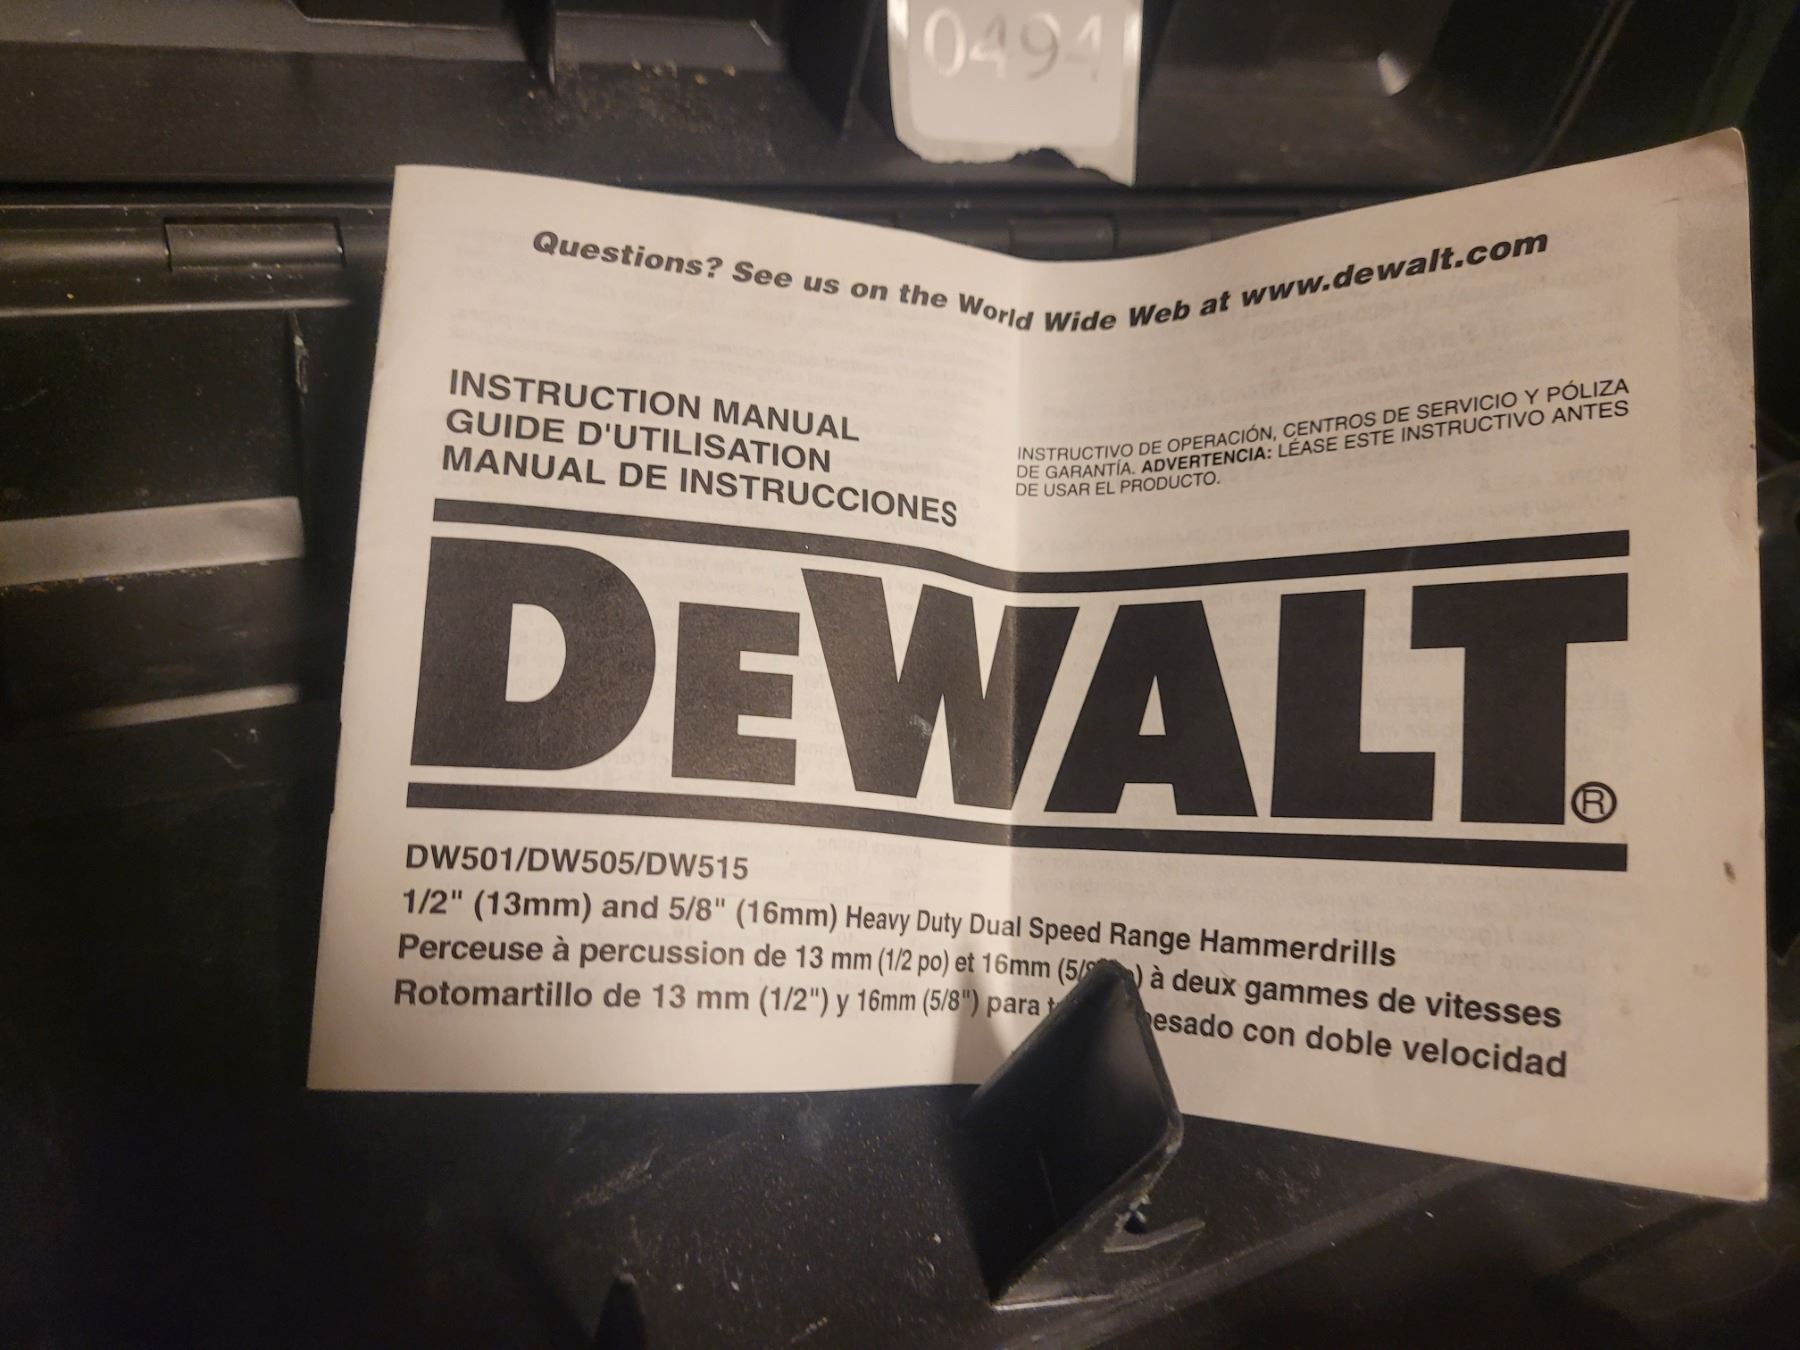 0494
Questions? See us on the World Wide Web at www.dewalt.com
INSTRUCTION MANUAL
GUIDE D'UTILISATION
MANUAL DE INSTRUCCIONES
INSTRUCTIVO DE OPERACIÓN, CENTROS DE SERVICIO Y PÓLIZA
DE GARANTÍA. ADVERTENCIA: LÉASE ESTE INSTRUCTIVO ANTES
DE USAR EL PRODUCTO.
DEWALT®
DW501/DW505/DW515
1/2" (13mm) and 5/8" (16mm) Heavy Duty Dual Speed Range Hammerdrills
Perceuse à percussion de 13 mm (1/2 po) et 16mm (5/8 ) à deux gammes de vitesses
Rotomartillo de 13 mm (1/2") y 16mm (5/8") para esado con doble velocidad